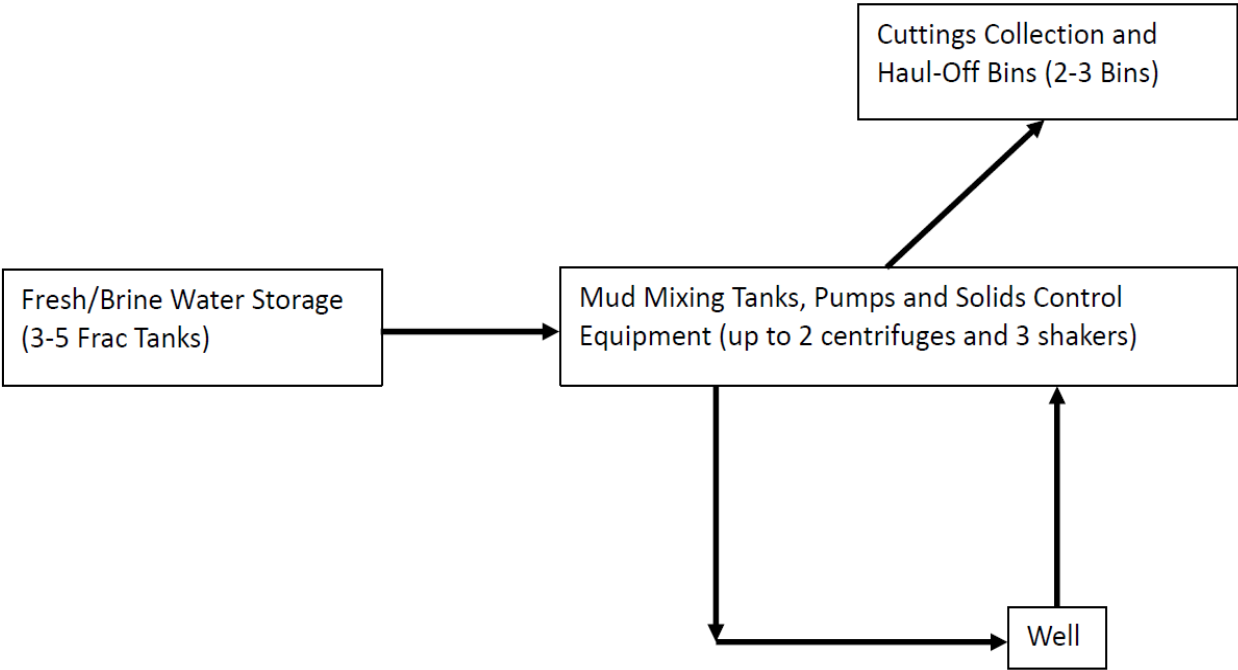 Cuttings Collection and
Haul-Off Bins (2-3 Bins)
Fresh/Brine Water Storage
(3-5 Frac Tanks)
Mud Mixing Tanks, Pumps and Solids Control
Equipment (up to 2 centrifuges and 3 shakers)
Well